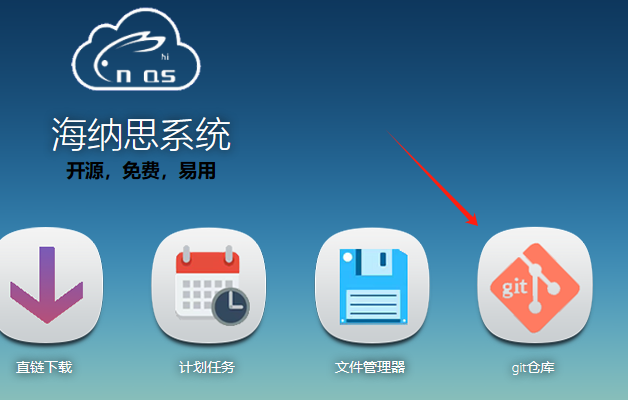 hi
nas
海纳思系统
开源，免费，易用
git
直链下载
计划任务
文件管理器
git仓库